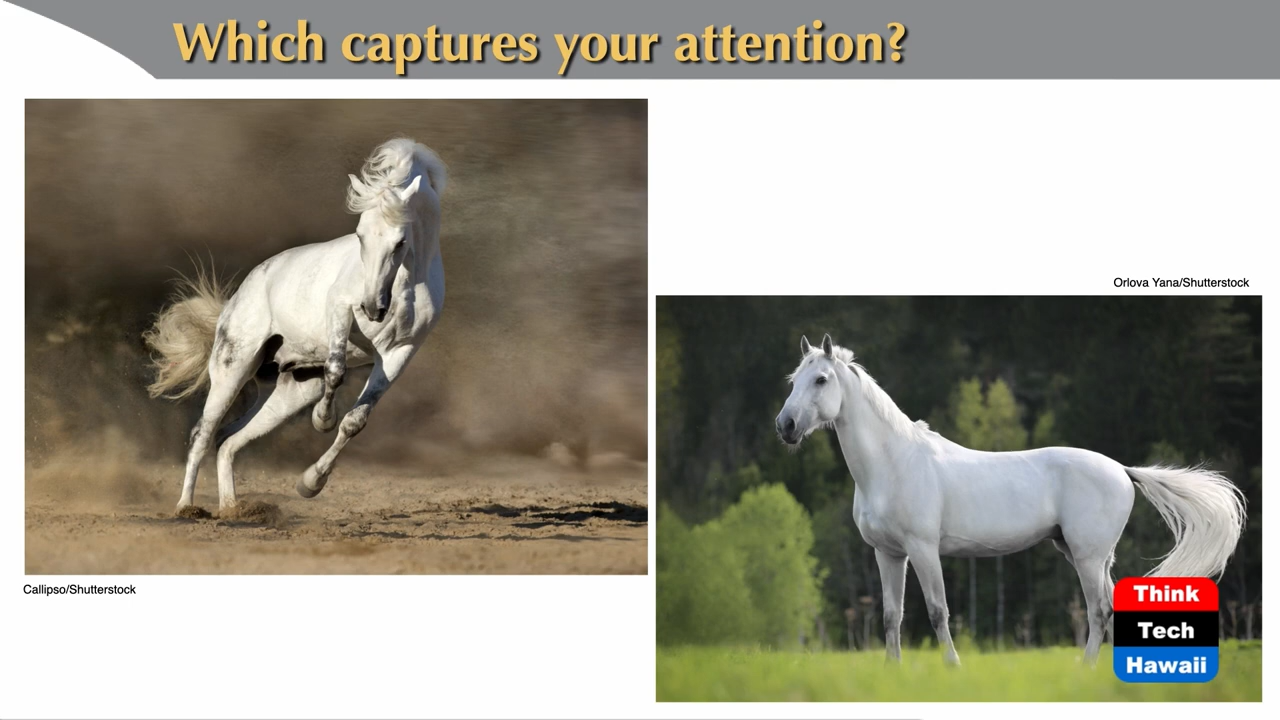 Which captures your attention?
Orlova Yana/Shutterstock
Callipso/Shutterstock
Think
Tech
Hawaii